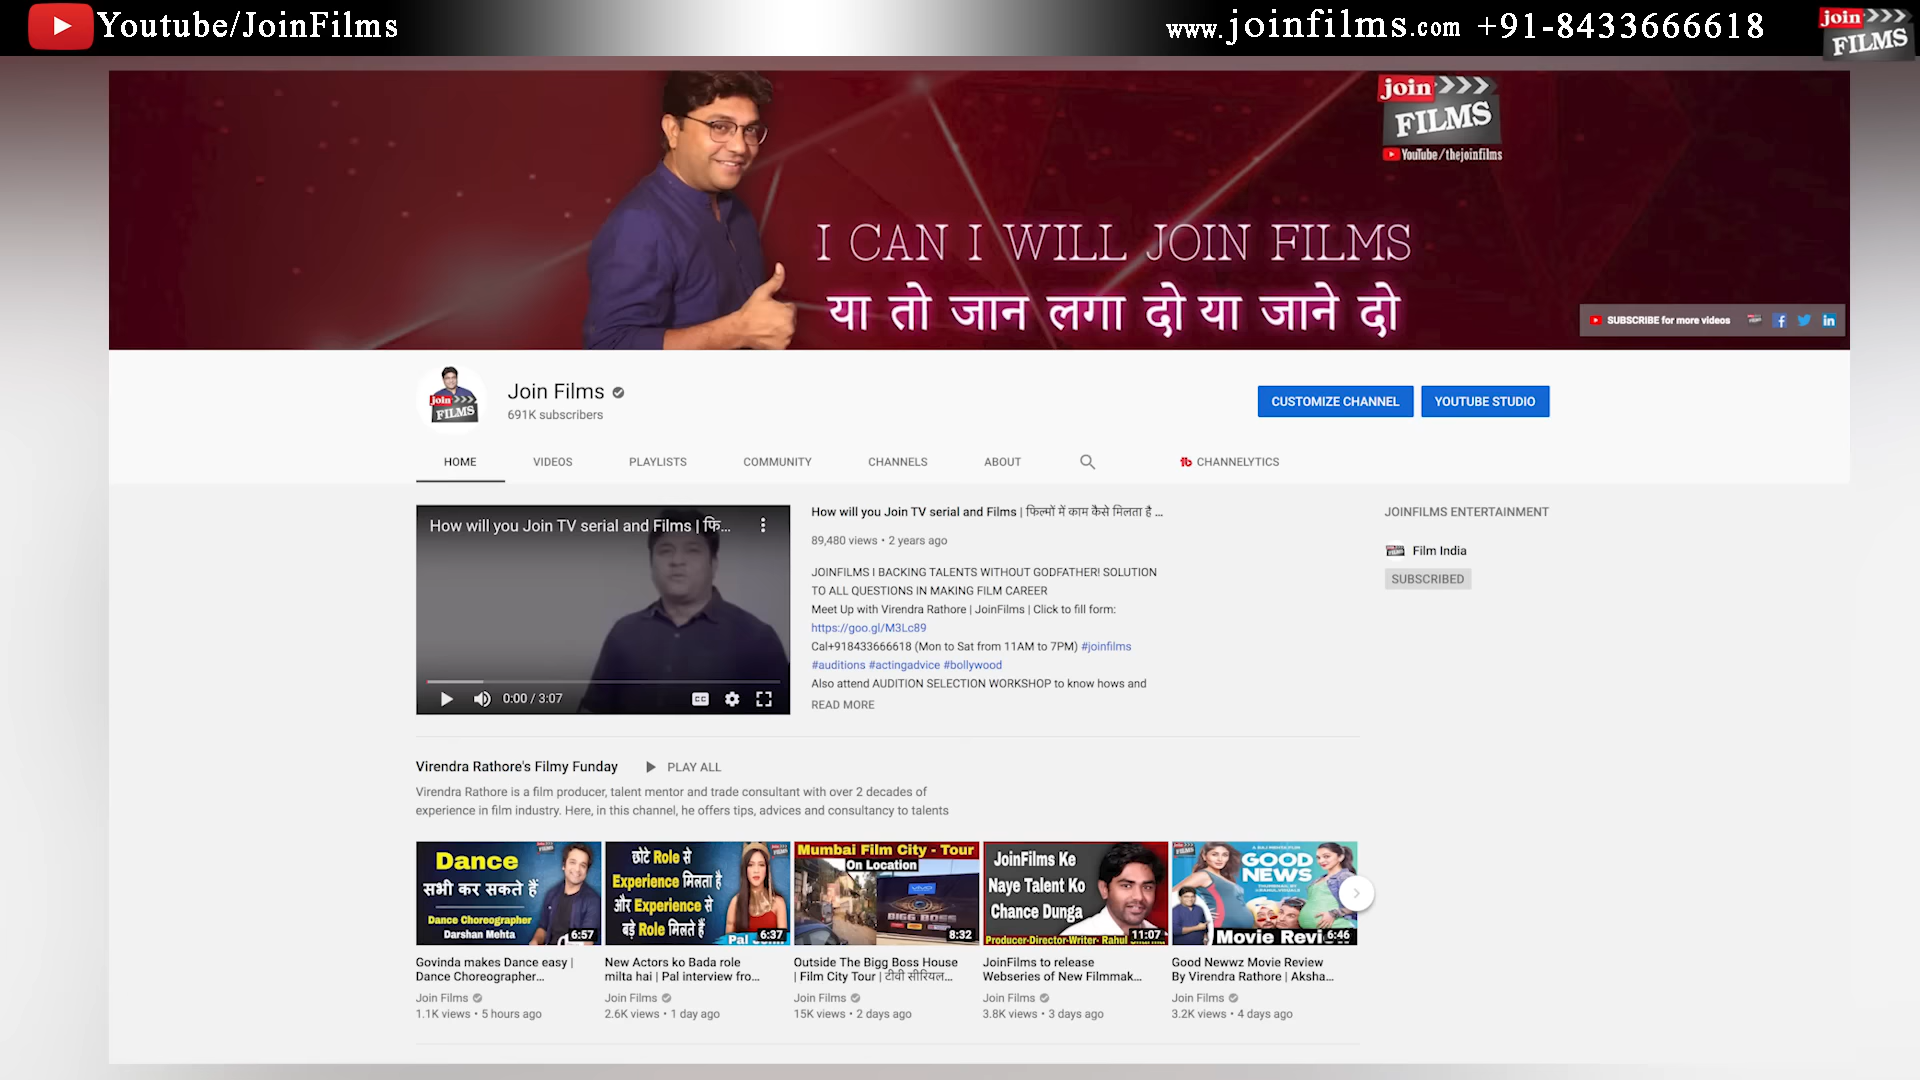 Youtube/JoinFilms
www.joinfilms.com +91-8433666618
join
FILMS
join
FILMS
YouTube/thejoinfilms
I CAN I WILL JOIN FILMS
या तो जान लगा दो या जाने दो
SUBSCRIBE for more videos
join
FILMS
Join Films
691K subscribers
CUSTOMIZE CHANNEL
YOUTUBE STUDIO
HOME
VIDEOS
PLAYLISTS
COMMUNITY
CHANNELS
ABOUT
CHANNELYTICS
How will you Join TV serial and Films | फि...
0:00 / 3:07
How will you Join TV serial and Films | फिल्मों में काम कैसे मिलता है ...
89,480 views • 2 years ago
JOINFILMS I BACKING TALENTS WITHOUT GODFATHER! SOLUTION
TO ALL QUESTIONS IN MAKING FILM CAREER
Meet Up with Virendra Rathore | JoinFilms | Click to fill form:
https://goo.gl/M3Lc89
Cal+918433666618 (Mon to Sat from 11AM to 7PM) #joinfilms
#auditions #actingadvice #bollywood
Also attend AUDITION SELECTION WORKSHOP to know hows and
READ MORE
JOINFILMS ENTERTAINMENT
Film India
SUBSCRIBED
Virendra Rathore's Filmy Funday
PLAY ALL
Virendra Rathore is a film producer, talent mentor and trade consultant with over 2 decades of
experience in film industry. Here, in this channel, he offers tips, advices and consultancy to talents
Dance
सभी कर सकते हैं
Dance Choreographer
Darshan Mehta
6:57
Govinda makes Dance easy |
Dance Choreographer...
Join Films
1.1K views • 5 hours ago
छोटे Role से
Experience मिलता है
और Experience से
बड़े Role मिलते हैं
Pal
6:37
New Actors ko Bada role
milta hai | Pal interview fro...
Join Films
2.6K views • 1 day ago
Mumbai Film City - Tour
On Location
vivo
BIGG BOSS
8:32
Outside The Bigg Boss House
| Film City Tour | टीवी सीरियल...
Join Films
15K views • 2 days ago
JoinFilms Ke
Naye Talent Ko
Chance Dunga
Producer-Director-Writer- Rahul
11:07
JoinFilms to release
Webseries of New Filmmak...
Join Films
3.8K views • 3 days ago
GOOD
NEWS
Movie Review
6:46
Good Newwz Movie Review
By Virendra Rathore | Aksha...
Join Films
3.2K views • 4 days ago